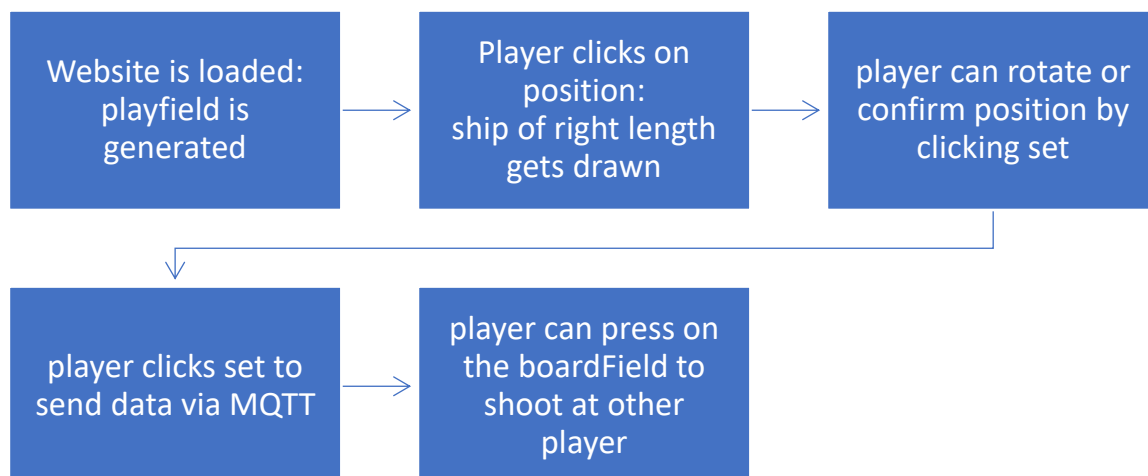 Website is loaded:
playfield is
generated
Player clicks on
position:
ship of right length
gets drawn
player can rotate or
confirm position by
clicking set
player clicks set to
send data via MQTT
player can press on
the boardField to
shoot at other
player